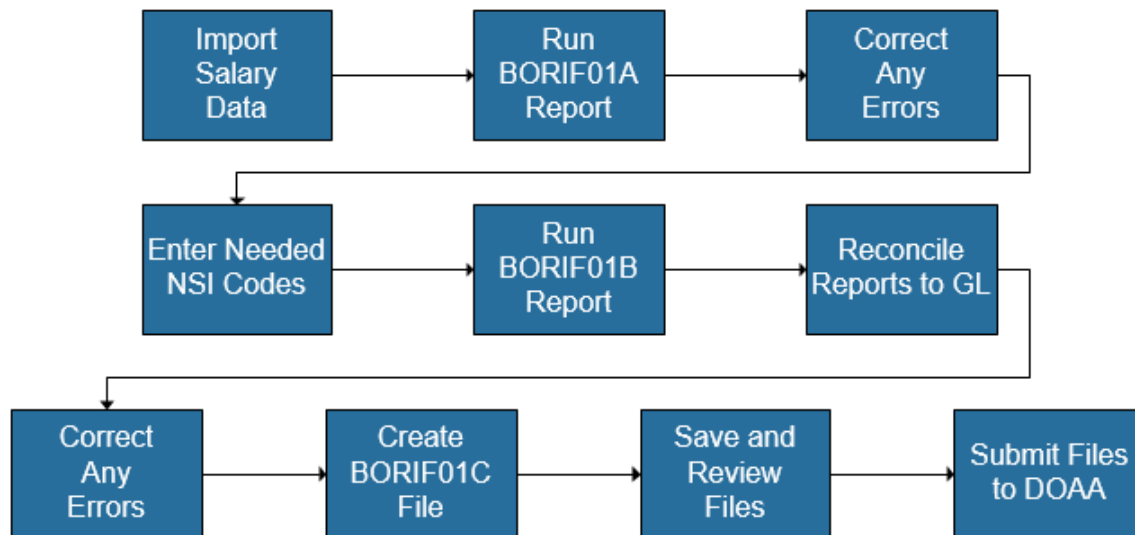 Import
Salary
Data
Run
BORIF01A
Report
Correct
Any
Errors
Enter Needed
NSI Codes
Run
BORIF01B
Report
Reconcile
Reports to GL
Correct
Any
Errors
Create
BORIF01C
File
Save and
Review
Files
Submit Files
to DOAA